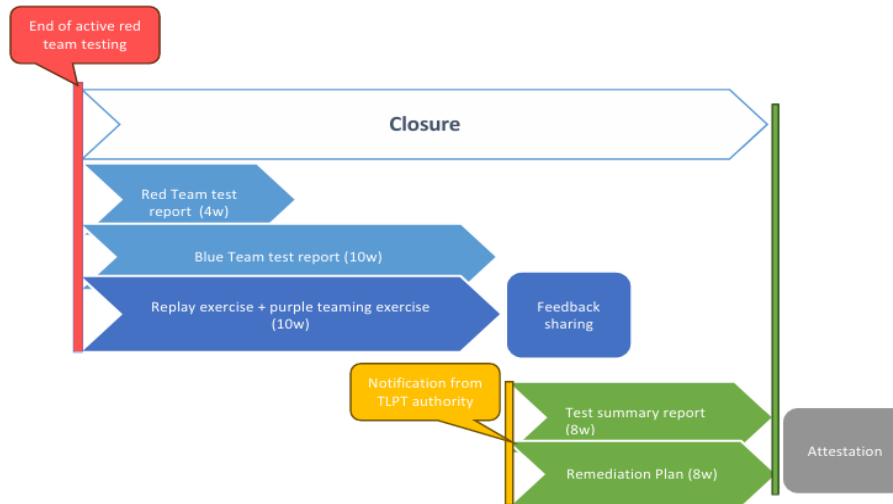 End of active red
team testing
Closure
Red Team test
report (4w)
Blue Team test report (10w)
Replay exercise + purple teaming exercise
(10w)
Feedback
sharing
Notification from
TLPT authority
Test summary report
(8w)
Remediation Plan (8w)
Attestation